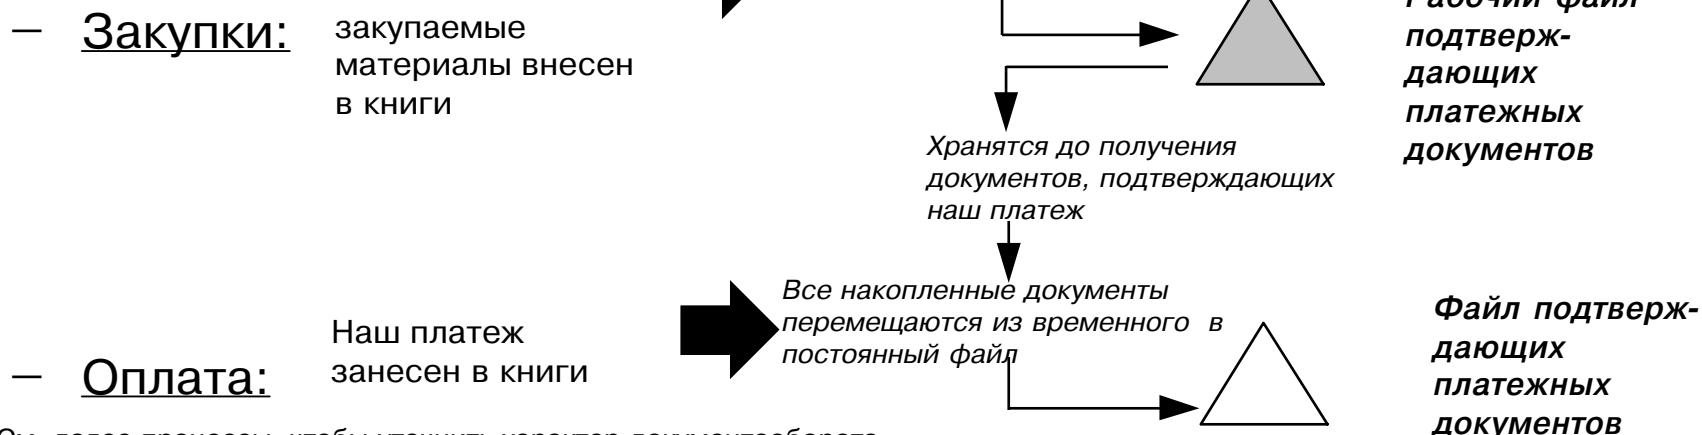 — Закупки:
закупаемые
материалы внесен
в книги
Рабочий файл
подтверж-
дающих
платежных
документов
Хранятся до получения
документов, подтверждающих
наш платеж
— Оплата:
Наш платеж
занесен в книги
Все накопленные документы
перемещаются из временного в
постоянный файл
Файл подтверж-
дающих
платежных
документов